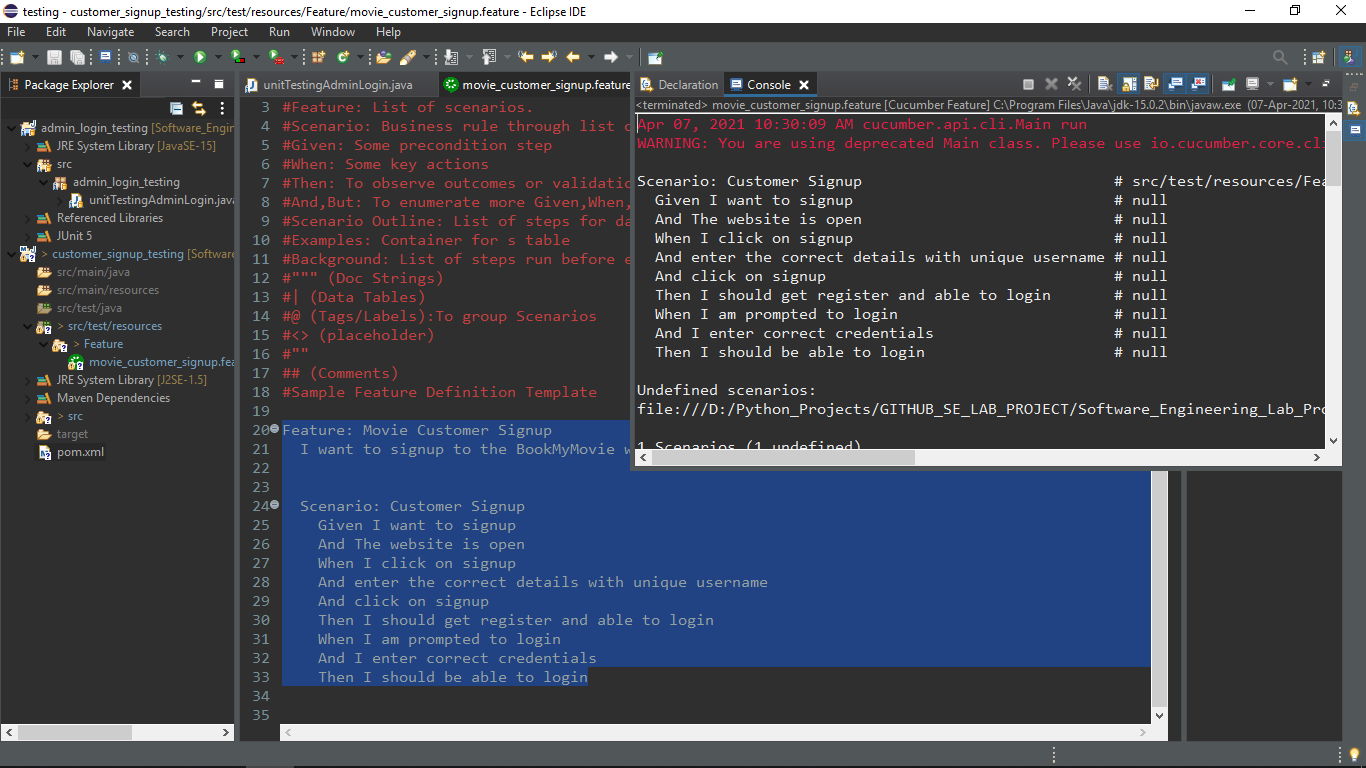 testing - customer_signup_testing/src/test/resources/Feature/movie_customer_signup.feature - Eclipse IDE
File Edit Navigate Search Project Run Window Help
Package Explorer
admin_login_testing [Software_Engin
JRE System Library [JavaSE-15]
src
admin_login_testing
unitTestingAdminLogin.java
Referenced Libraries
JUnit 5
> customer_signup_testing [Software
src/main/java
src/main/resources
src/test/java
> src/test/resources
> Feature
movie_customer_signup.fea
JRE System Library [J2SE-1.5]
Maven Dependencies
> src
target
pom.xml
unitTestingAdminLogin.java
movie_customer_signup.feature
3 #Feature: List of scenarios.
4 #Scenario: Business rule through list
5 #Given: Some precondition step
6 #When: Some key actions
7 #Then: To observe outcomes or validatio
8 #And,But: To enumerate more Given,When,
9 #Scenario Outline: List of steps for da
10 #Examples: Container for s table
11 #Background: List of steps run before e
12 #""" (Doc Strings)
13 #| (Data Tables)
14 #@ (Tags/Labels):To group Scenarios
15 #<> (placeholder)
16 #""
17 ## (Comments)
18 #Sample Feature Definition Template
19
20 Feature: Movie Customer Signup
21 I want to signup to the BookMyMovie w
22
23
24 Scenario: Customer Signup
25 Given I want to signup
26 And The website is open
27 When I click on signup
28 And enter the correct details with unique username
29 And click on signup
30 Then I should get register and able to login
31 When I am prompted to login
32 And I enter correct credentials
33 Then I should be able to login
34
35
Declaration
Console
<terminated> movie_customer_signup.feature [Cucumber Feature] C:\Program Files\Java\jdk-15.0.2\bin\javaw.exe (07-Apr-2021, 10:3
Apr 07, 2021 10:30:09 AM cucumber.api.cli.Main run
WARNING: You are using deprecated Main class. Please use io.cucumber.core.cli
Scenario: Customer Signup # src/test/resources/Fea
Given I want to signup # null
And The website is open # null
When I click on signup # null
And enter the correct details with unique username # null
And click on signup # null
Then I should get register and able to login # null
When I am prompted to login # null
And I enter correct credentials # null
Then I should be able to login # null
Undefined scenarios:
file:///D:/Python_Projects/GITHUB_SE_LAB_PROJECT/Software_Engineering_Lab_Pro
1 Scenarios (1 undefined)